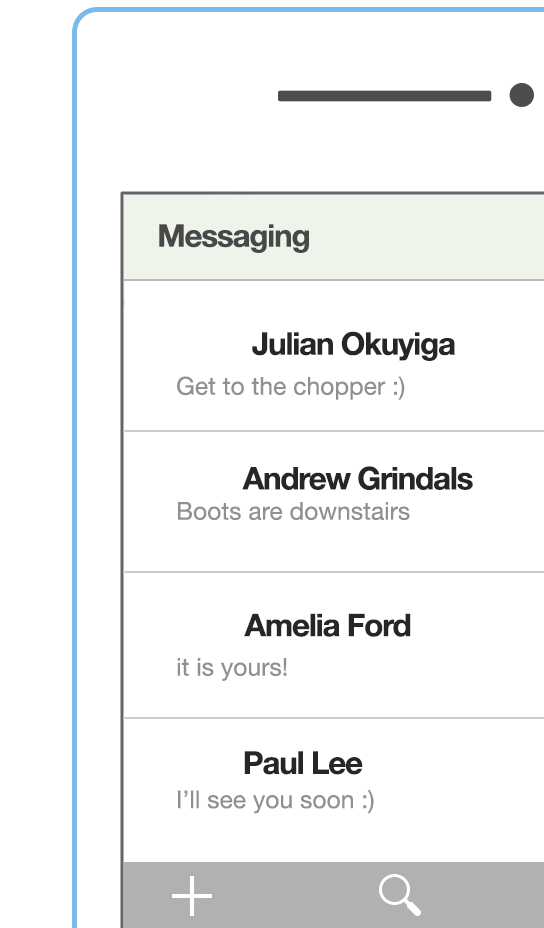 Messaging
Julian Okuyiga
Get to the chopper :)
Andrew Grindals
Boots are downstairs
Amelia Ford
it is yours!
Paul Lee
I’ll see you soon :)